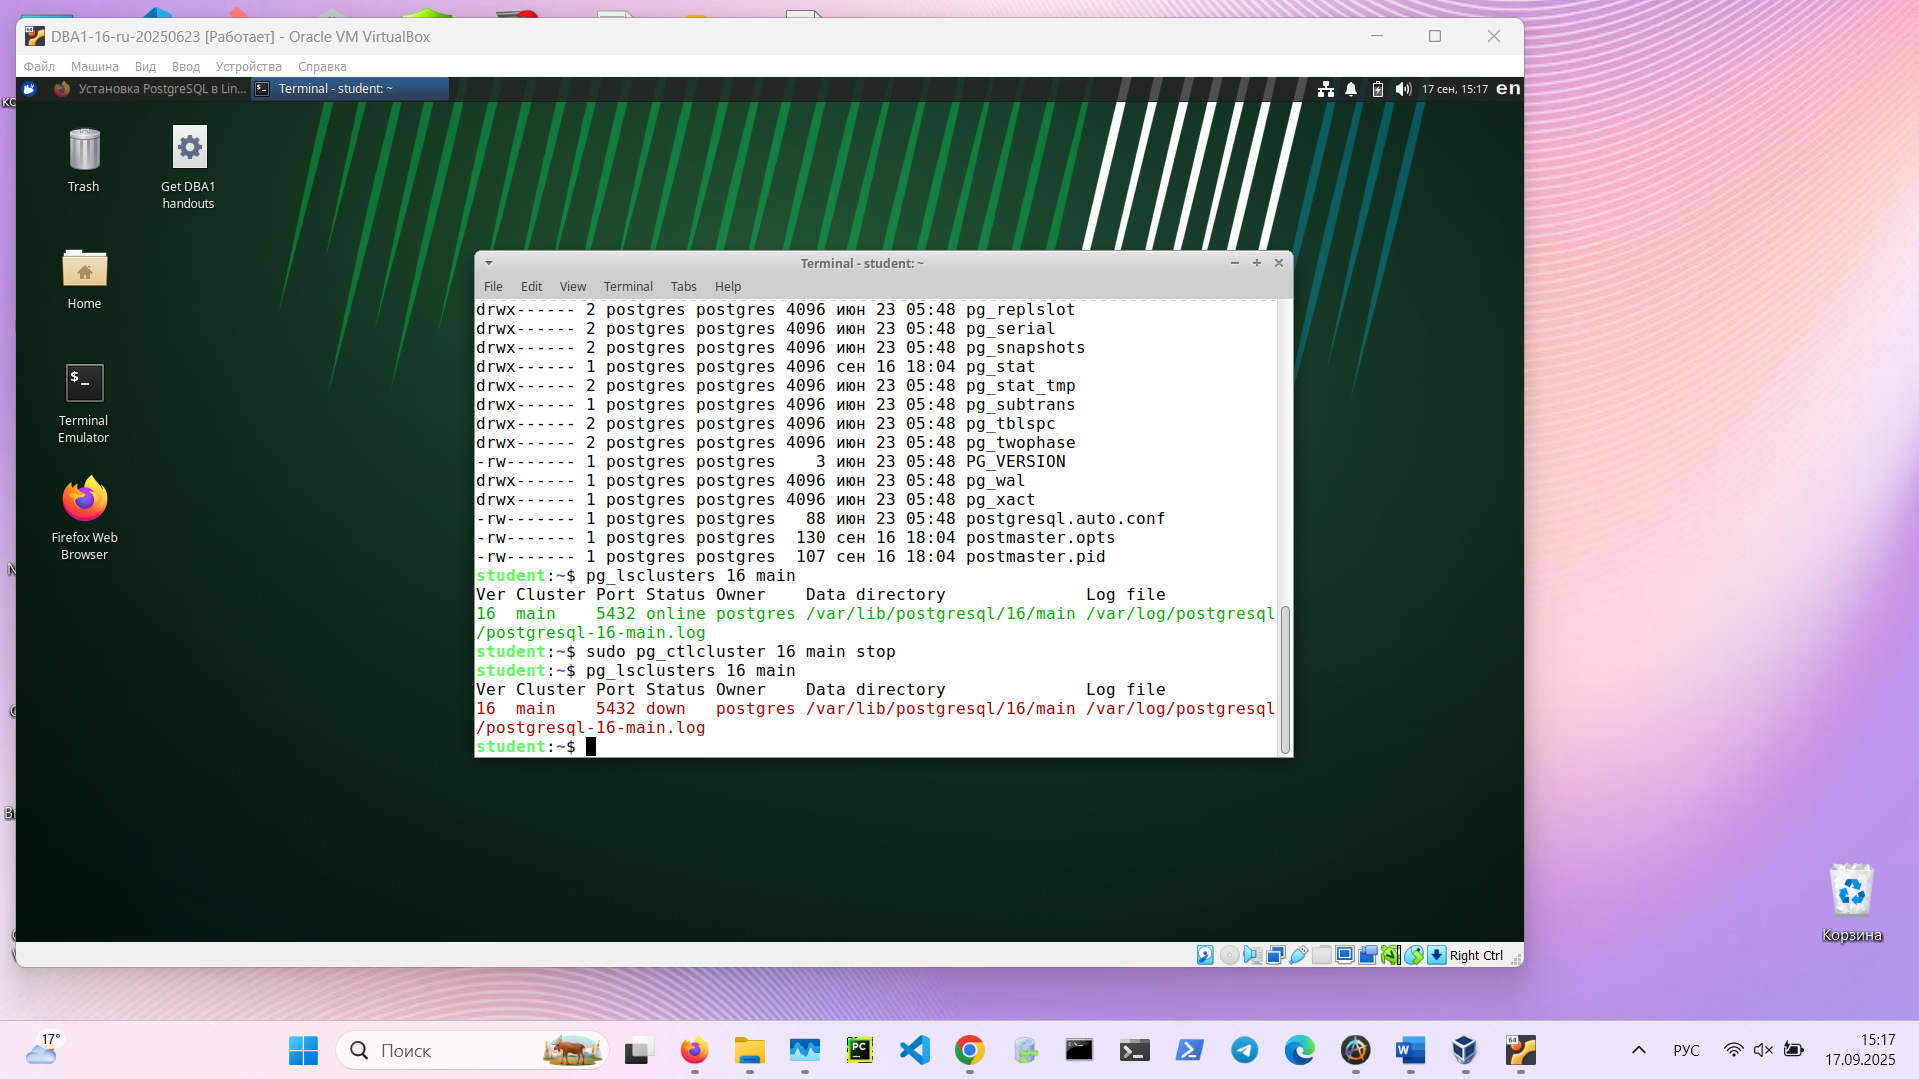 DBA1-16-ru-20250623 [Работает] - Oracle VM VirtualBox
Файл Машина Вид Ввод Устройства Справка
Установка PostgreSQL в Lin... Terminal - student: ~ 17 сен, 15:17 en
Trash
Get DBA1
handouts
Home
Terminal
Emulator
Firefox Web
Browser
Terminal - student: ~
File Edit View Terminal Tabs Help
drwx------ 2 postgres postgres 4096 июн 23 05:48 pg_replslot
drwx------ 2 postgres postgres 4096 июн 23 05:48 pg_serial
drwx------ 2 postgres postgres 4096 июн 23 05:48 pg_snapshots
drwx------ 1 postgres postgres 4096 сен 16 18:04 pg_stat
drwx------ 2 postgres postgres 4096 июн 23 05:48 pg_stat_tmp
drwx------ 1 postgres postgres 4096 июн 23 05:48 pg_subtrans
drwx------ 2 postgres postgres 4096 июн 23 05:48 pg_tblspc
drwx------ 2 postgres postgres 4096 июн 23 05:48 pg_twophase
-rw------- 1 postgres postgres    3 июн 23 05:48 PG_VERSION
drwx------ 1 postgres postgres 4096 июн 23 05:48 pg_wal
drwx------ 1 postgres postgres 4096 июн 23 05:48 pg_xact
-rw------- 1 postgres postgres   88 июн 23 05:48 postgresql.auto.conf
-rw------- 1 postgres postgres  130 сен 16 18:04 postmaster.opts
-rw------- 1 postgres postgres  107 сен 16 18:04 postmaster.pid
student:~$ pg_lsclusters 16 main
Ver Cluster Port Status Owner    Data directory              Log file
16  main    5432 online postgres /var/lib/postgresql/16/main /var/log/postgresql
/postgresql-16-main.log
student:~$ sudo pg_ctlcluster 16 main stop
student:~$ pg_lsclusters 16 main
Ver Cluster Port Status Owner    Data directory              Log file
16  main    5432 down   postgres /var/lib/postgresql/16/main /var/log/postgresql
/postgresql-16-main.log
student:~$
Right Ctrl
Корзина
17°
Поиск
РУС
15:17
17.09.2025